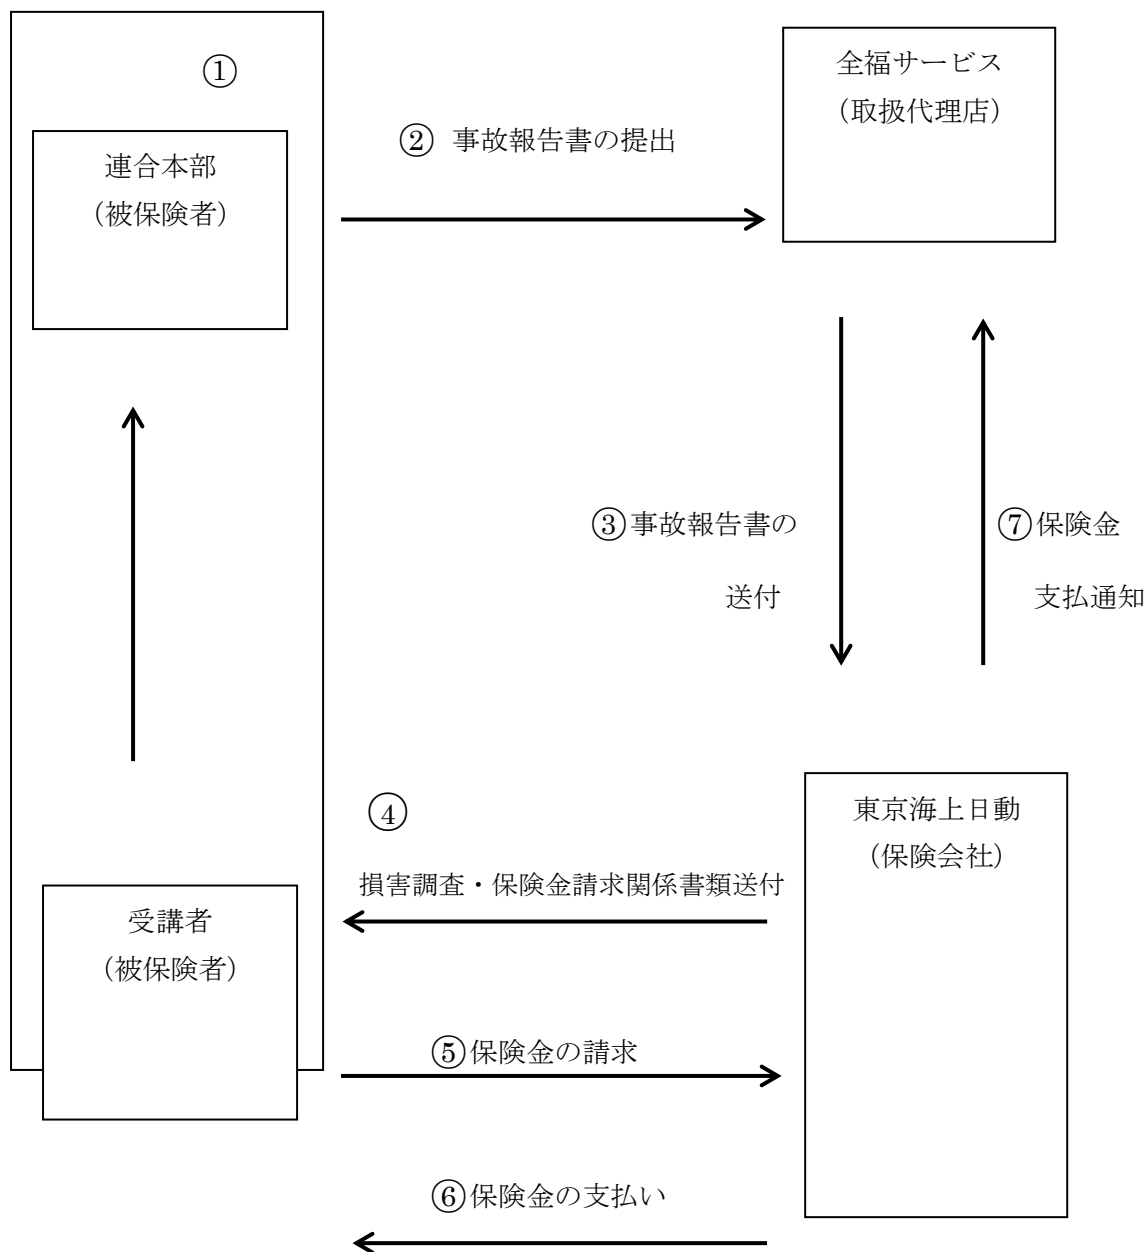 ①
全福サービス
（取扱代理店）
② 事故報告書の提出
連合本部
（被保険者）
③事故報告書の
送付
⑦保険金
支払通知
④
損害調査・保険金請求関係書類送付
東京海上日動
（保険会社）
受講者
（被保険者）
⑤保険金の請求
⑥保険金の支払い